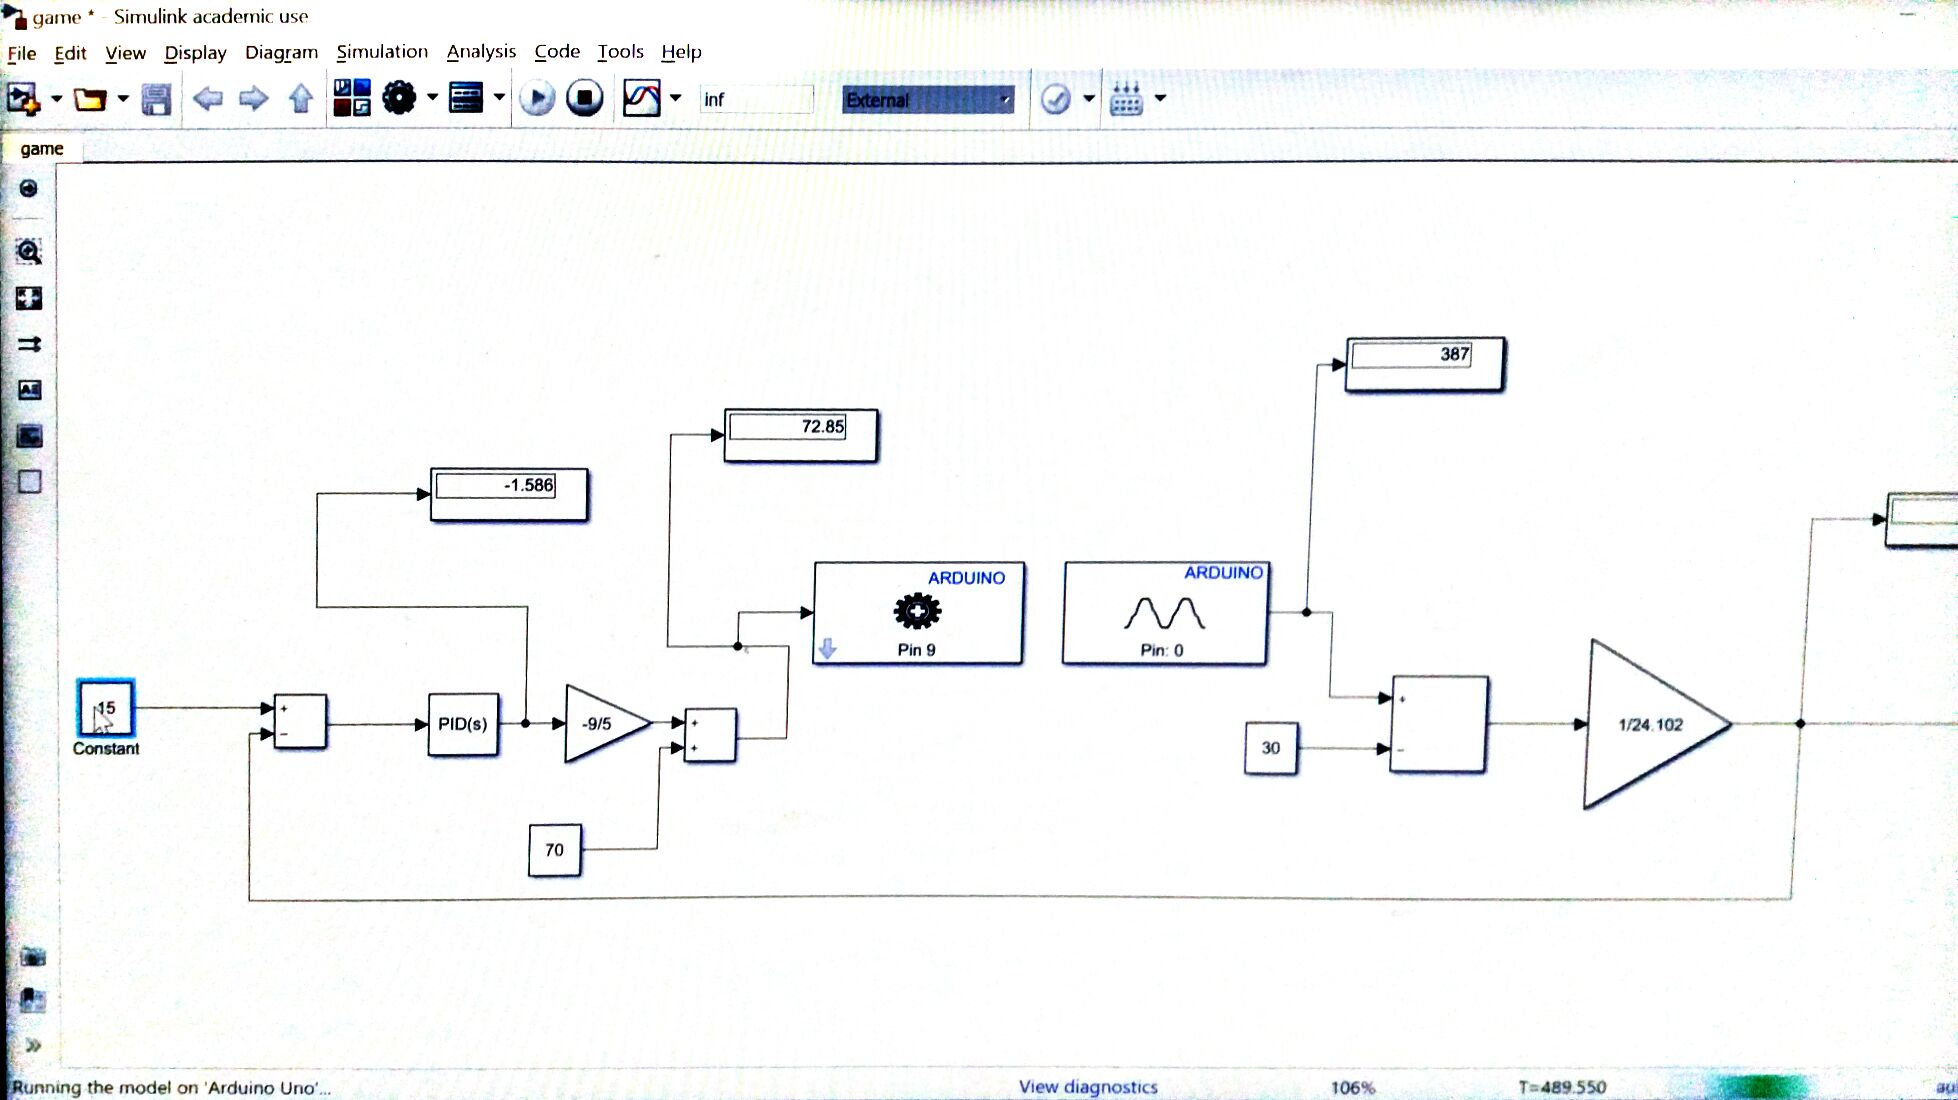 game * - Simulink academic use
File Edit View Display Diagram Simulation Analysis Code Tools Help
inf
External
game
387
72.85
-1.586
ARDUINO
Pin 9
ARDUINO
Pin: 0
15
Constant
+
−
PID(s)
-9/5
+
+
70
30
+
−
1/24.102
Running the model on 'Arduino Uno'...
View diagnostics
106%
T=489.550